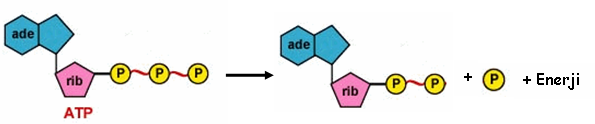 ade ade
rib P P P rib P P + P + Enerji
ATP